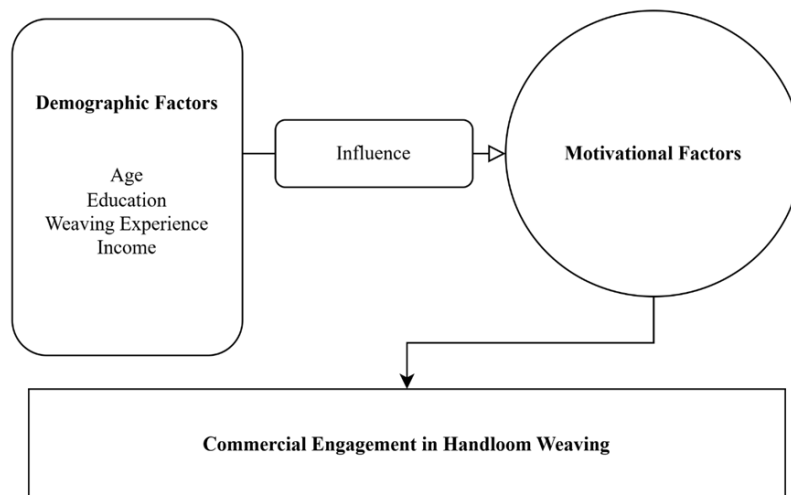 Demographic Factors
Age
Education
Weaving Experience
Income
Influence
Motivational Factors
Commercial Engagement in Handloom Weaving